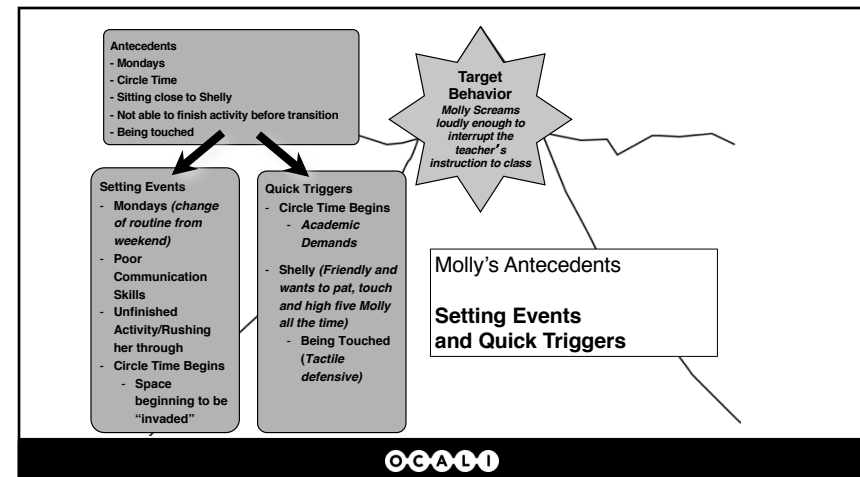 Antecedents
- Mondays
- Circle Time
- Sitting close to Shelly
- Not able to finish activity before transition
- Being touched
Target
Behavior
Molly Screams
loudly enough to
interrupt the
teacher’s
instruction to class
Setting Events
- Mondays (change
of routine from
weekend)
- Poor
Communication
Skills
- Unfinished
Activity/Rushing
her through
- Circle Time Begins
- Space
beginning to be
“invaded”
Quick Triggers
- Circle Time Begins
- Academic
Demands
- Shelly (Friendly and
wants to pat, touch
and high five Molly
all the time)
- Being Touched
(Tactile
defensive)
Molly’s Antecedents
Setting Events
and Quick Triggers
OCALI